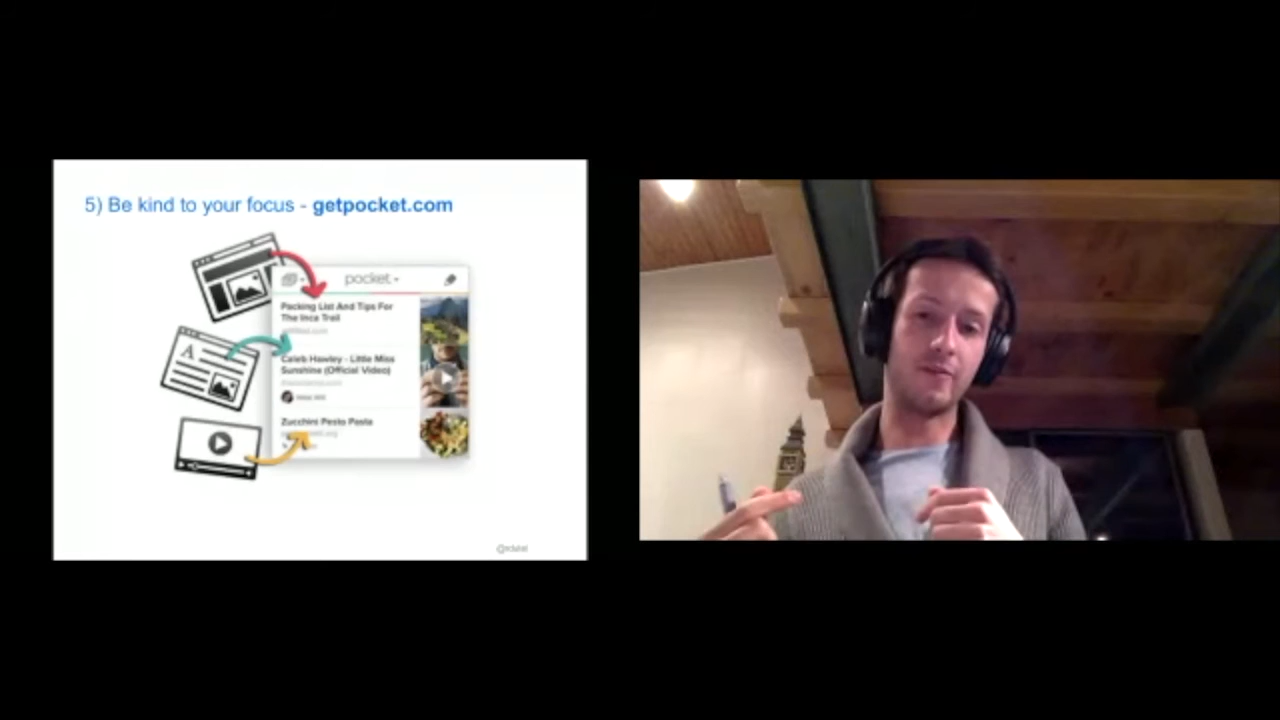 5) Be kind to your focus - getpocket.com
pocket
Packing List And Tips For
The Inca Trail
Caleb Hawley - Little Miss
Sunshine (Official Video)
Zucchini Pesto Pasta
A